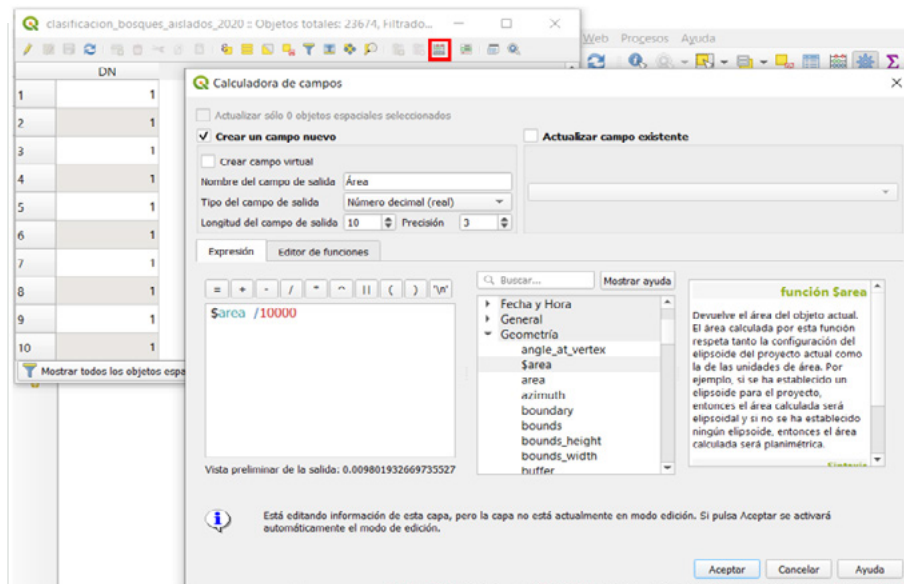 clasificacion_bosques_aislados_2020 :: Objetos totales: 23674, Filtrado...
Web Progesos Ayuda
DN
1 1
2 1
3 1
4 1
5 1
6 1
7 1
8 1
9 1
10 1
Mostrar todos los objetos espa
Calculadora de campos
Actualizar sólo 0 objetos espaciales seleccionados
Crear un campo nuevo
Actualizar campo existente
Crear campo virtual
Nombre del campo de salida Área
Tipo del campo de salida Número decimal (real)
Longitud del campo de salida 10 Precisión 3
Expresión Editor de funciones
= + - / * ^ || ( ) '\n'
$area /10000
Vista preliminar de la salida: 0.009801932669735527
Buscar... Mostrar ayuda
Fecha y Hora
General
Geometría
angle_at_vertex
$area
area
azimuth
boundary
bounds
bounds_height
bounds_width
buffer
función $area
Devuelve el área del objeto actual.
El área calculada por esta función
respeta tanto la configuración del
elipsoide del proyecto actual como
la de las unidades de área. Por
ejemplo, si se ha establecido un
elipsoide para el proyecto,
entonces el área calculada será
elipsoidal y si no se ha establecido
ningún elipsoide, entonces el área
calculada será planimétrica.
Sintaxis
Está editando información de esta capa, pero la capa no está actualmente en modo edición. Si pulsa Aceptar se activará
automáticamente el modo de edición.
Aceptar Cancelar Ayuda